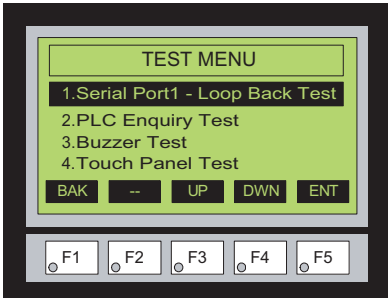 TEST MENU
1.Serial Port1 - Loop Back Test
2.PLC Enquiry Test
3.Buzzer Test
4.Touch Panel Test
BAK -- UP DWN ENT
F1 F2 F3 F4 F5